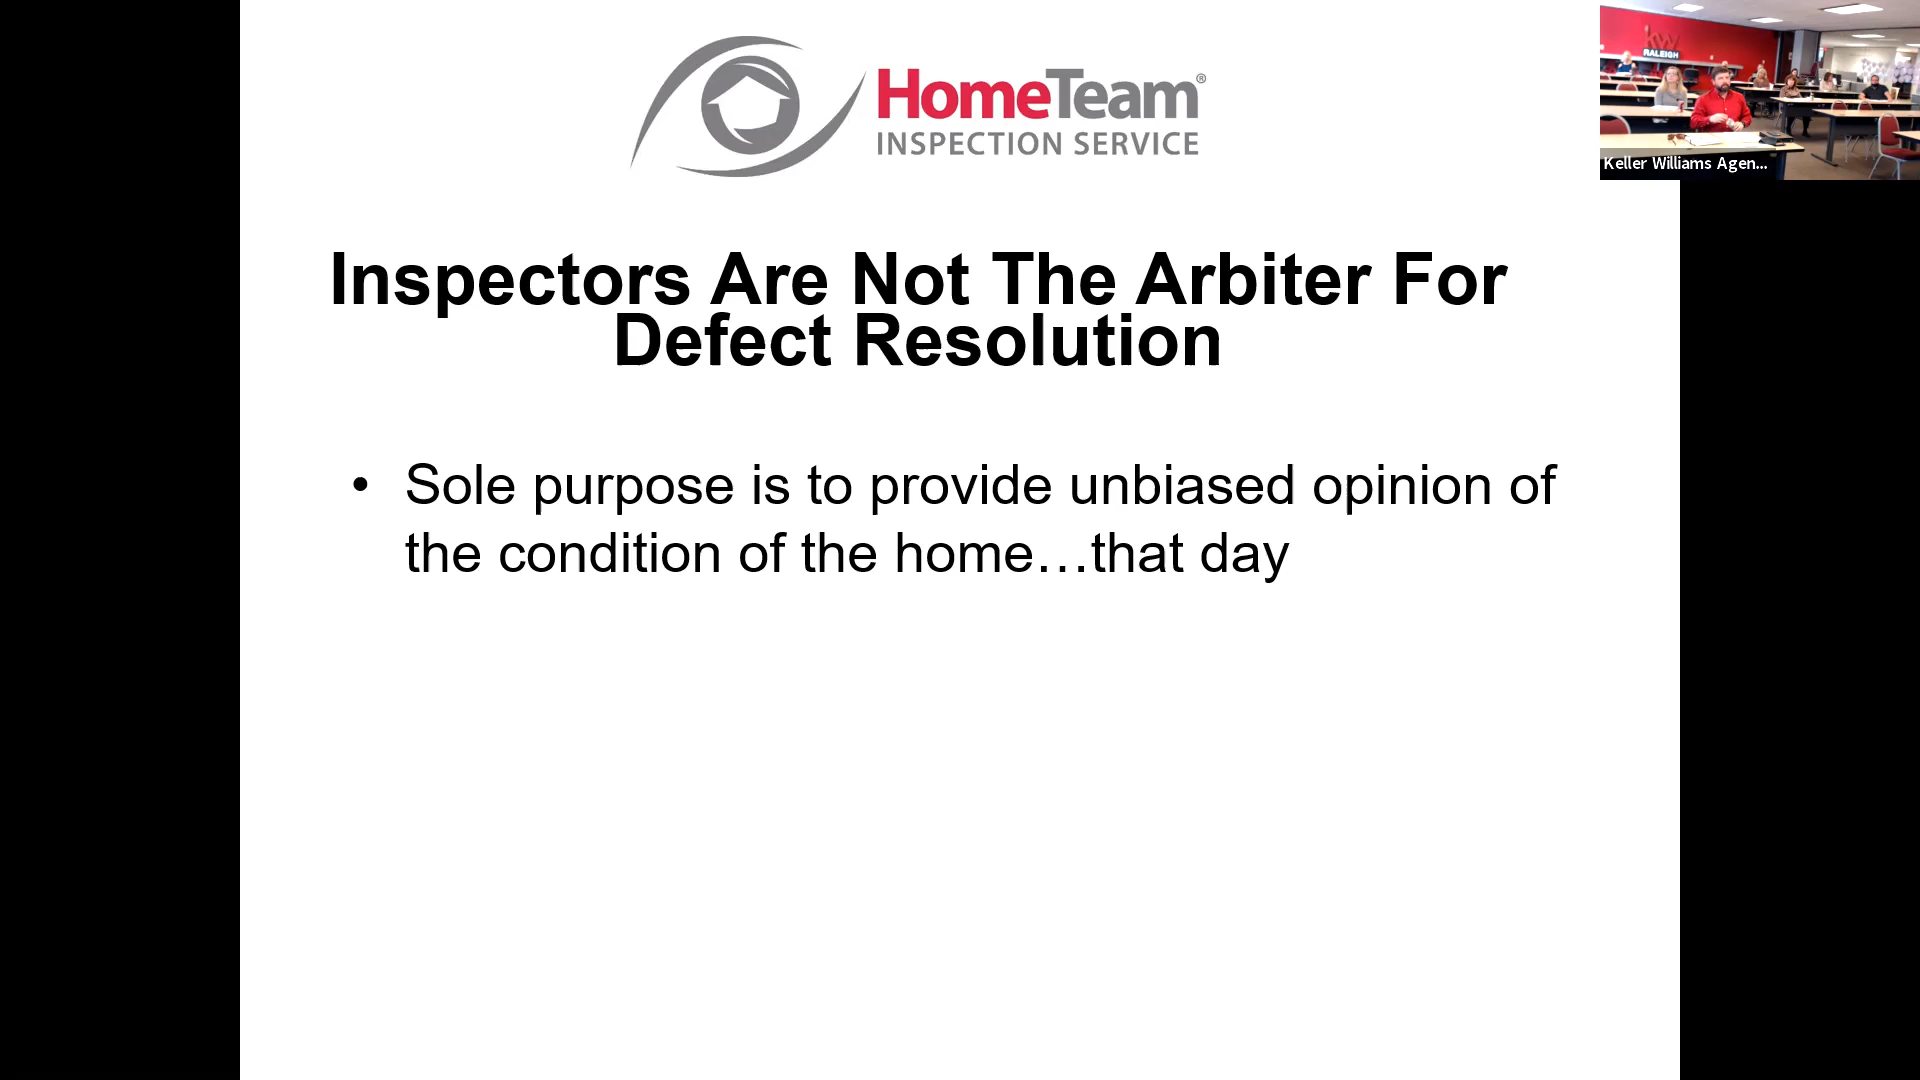 HomeTeam®
INSPECTION SERVICE
kw
RALEIGH
Keller Williams Agen...
Inspectors Are Not The Arbiter For
Defect Resolution
• Sole purpose is to provide unbiased opinion of
the condition of the home…that day